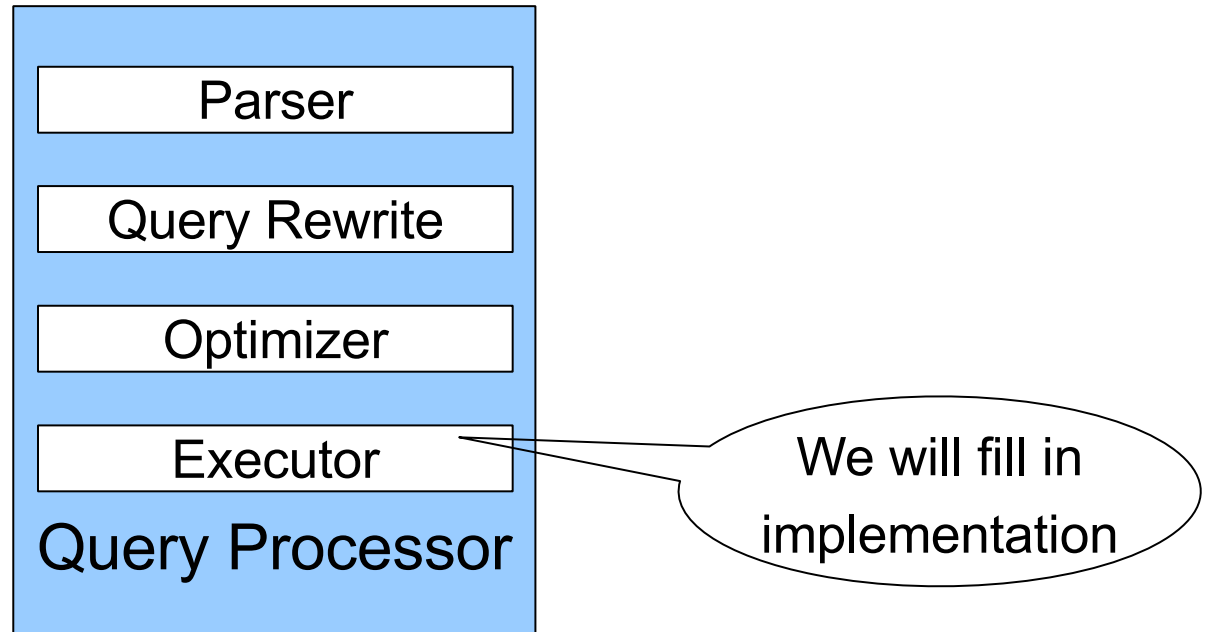 Parser
Query Rewrite
Optimizer
Executor
Query Processor
We will fill in
implementation